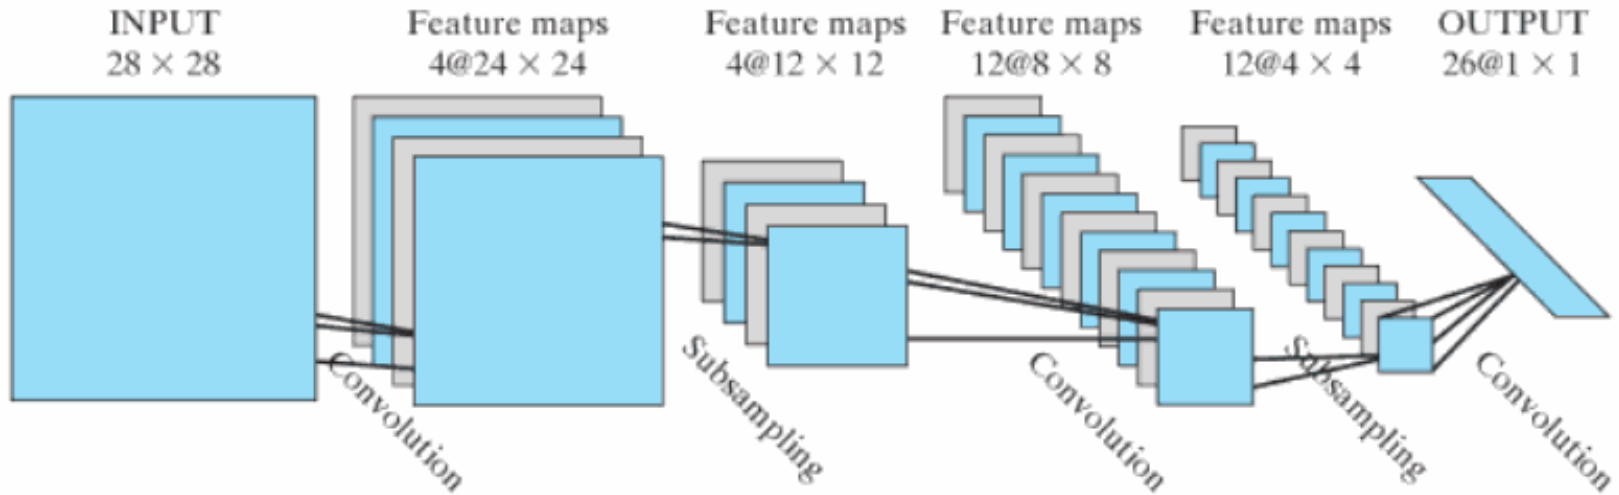 INPUT
28 × 28
Feature maps
4@24 × 24
Feature maps
4@12 × 12
Feature maps
12@8 × 8
Feature maps
12@4 × 4
OUTPUT
26@1 × 1
Convolution
Subsampling
Convolution
Subsampling
Convolution